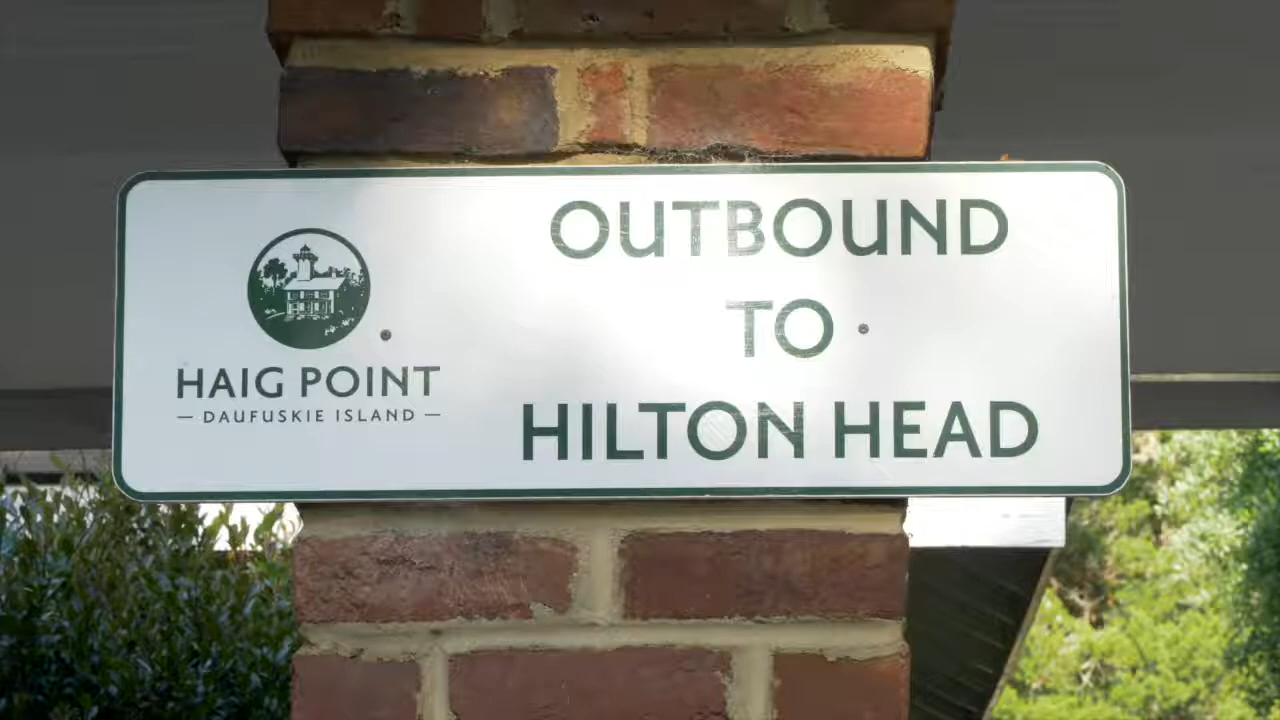 HAIG POINT
— DAUFUSKIE ISLAND —
OUTBOUND
TO
HILTON HEAD